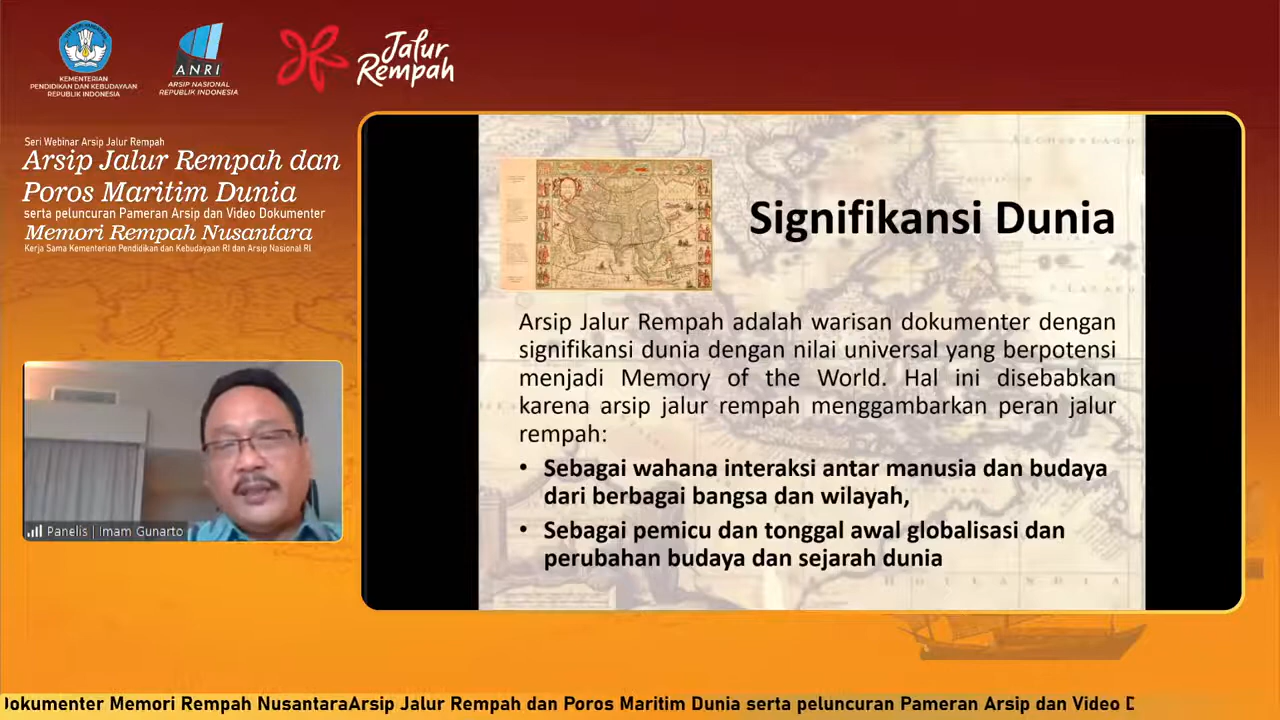 KEMENTERIAN
PENDIDIKAN DAN KEBUDAYAAN
REPUBLIK INDONESIA
ANRI
ARSIP NASIONAL
REPUBLIK INDONESIA
Jalur
Rempah
Seri Webinar Arsip Jalur Rempah
Arsip Jalur Rempah dan
Poros Maritim Dunia
serta peluncuran Pameran Arsip dan Video Dokumenter
Memori Rempah Nusantara
Kerja Sama Kementerian Pendidikan dan Kebudayaan RI dan Arsip Nasional RI
Panelis | Imam Gunarto
Signifikansi Dunia
Arsip Jalur Rempah adalah warisan dokumenter dengan
signifikansi dunia dengan nilai universal yang berpotensi
menjadi Memory of the World. Hal ini disebabkan
karena arsip jalur rempah menggambarkan peran jalur
rempah:
• Sebagai wahana interaksi antar manusia dan budaya
dari berbagai bangsa dan wilayah,
• Sebagai pemicu dan tonggal awal globalisasi dan
perubahan budaya dan sejarah dunia
HOLLANDIA
okumenter Memori Rempah NusantaraArsip Jalur Rempah dan Poros Maritim Dunia serta peluncuran Pameran Arsip dan Video D